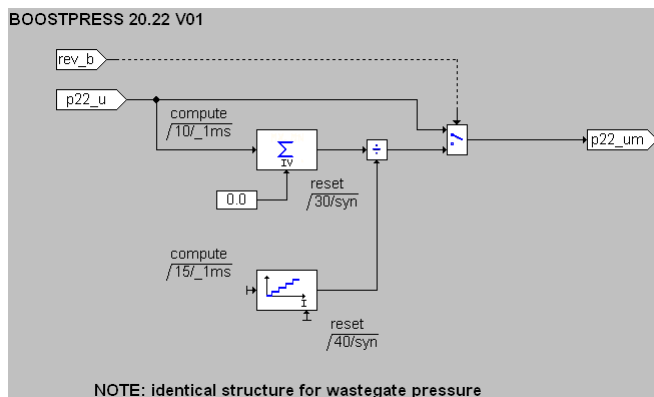 BOOSTPRESS 20.22 V01
rev_b
p22_u
compute
/10/_1ms
Σ
IV
÷
p22_um
reset
/30/syn
0.0
compute
/15/_1ms
I
reset
/40/syn
NOTE: identical structure for wastegate pressure